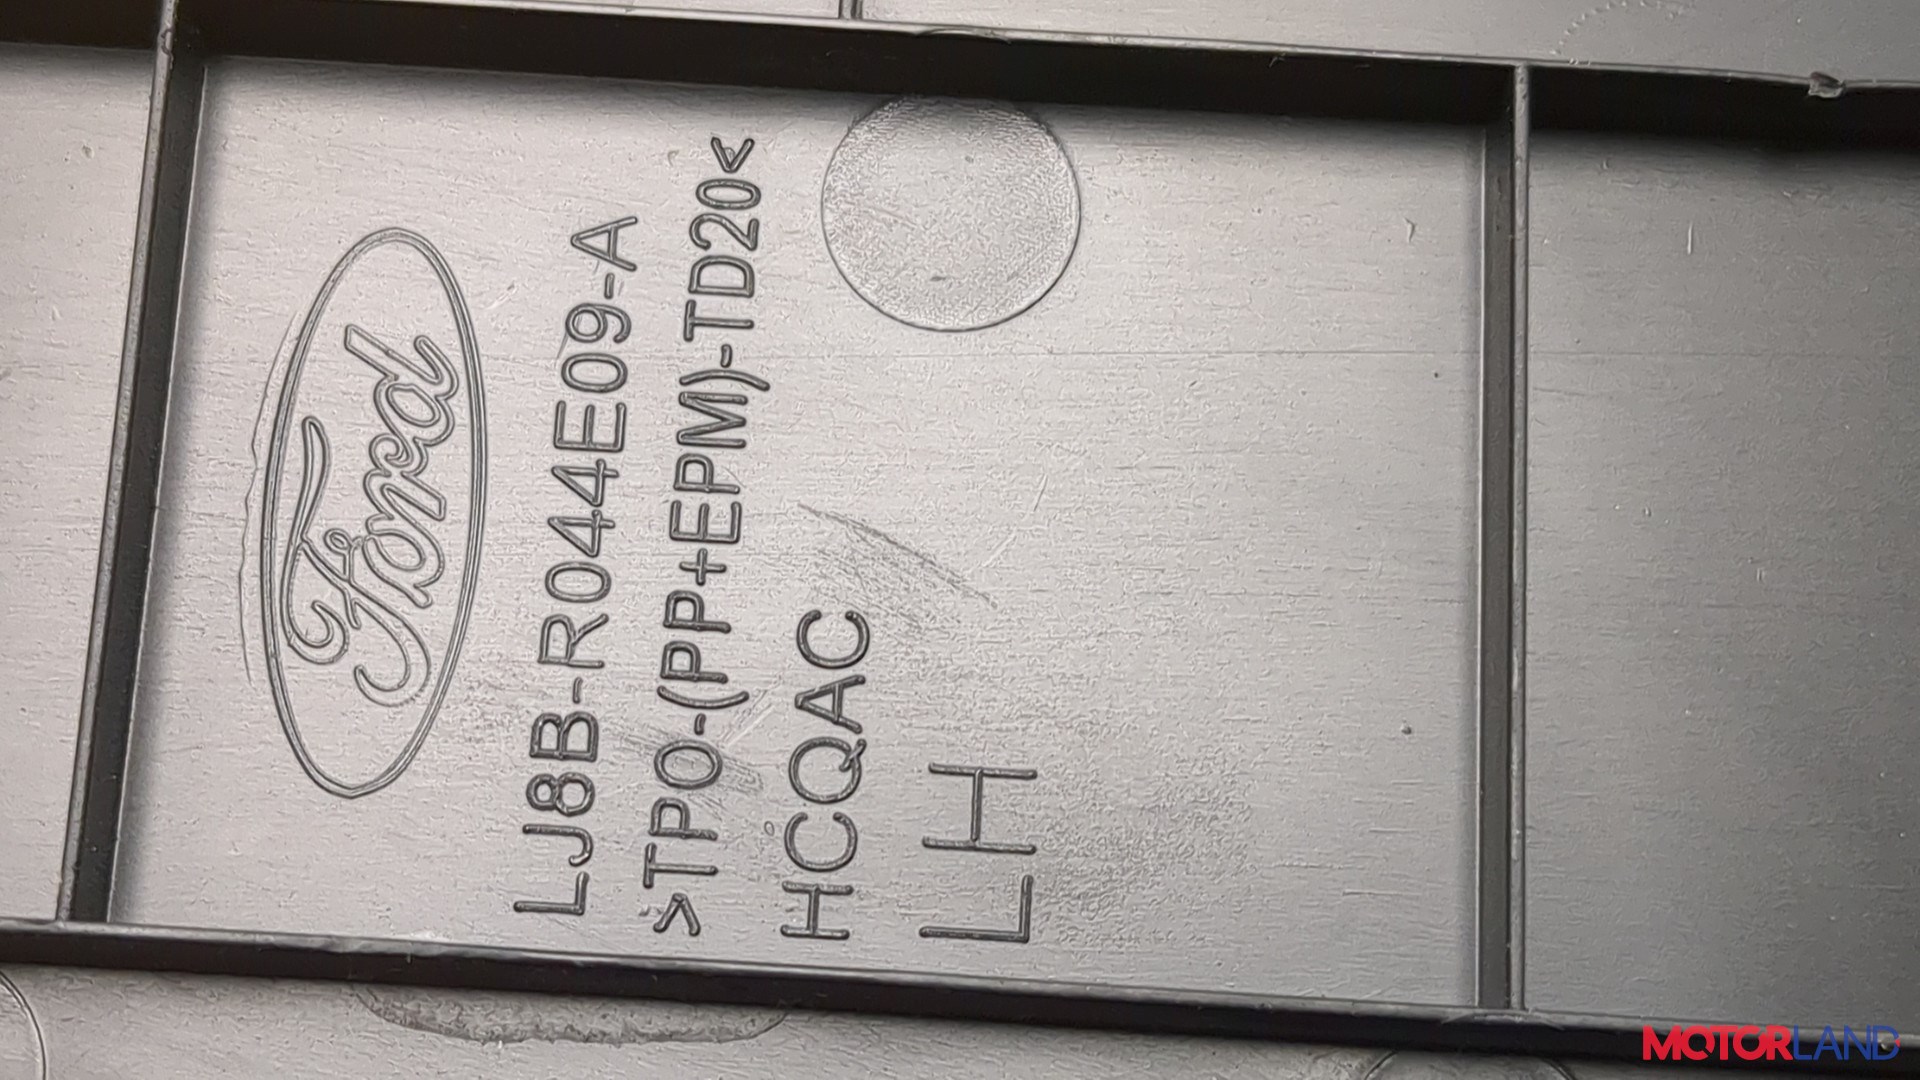 Ford
LJ8B-R044E09-A
>TPO-(PP+EPM)-TD20<
HCQAC
LH
MOTORLAND